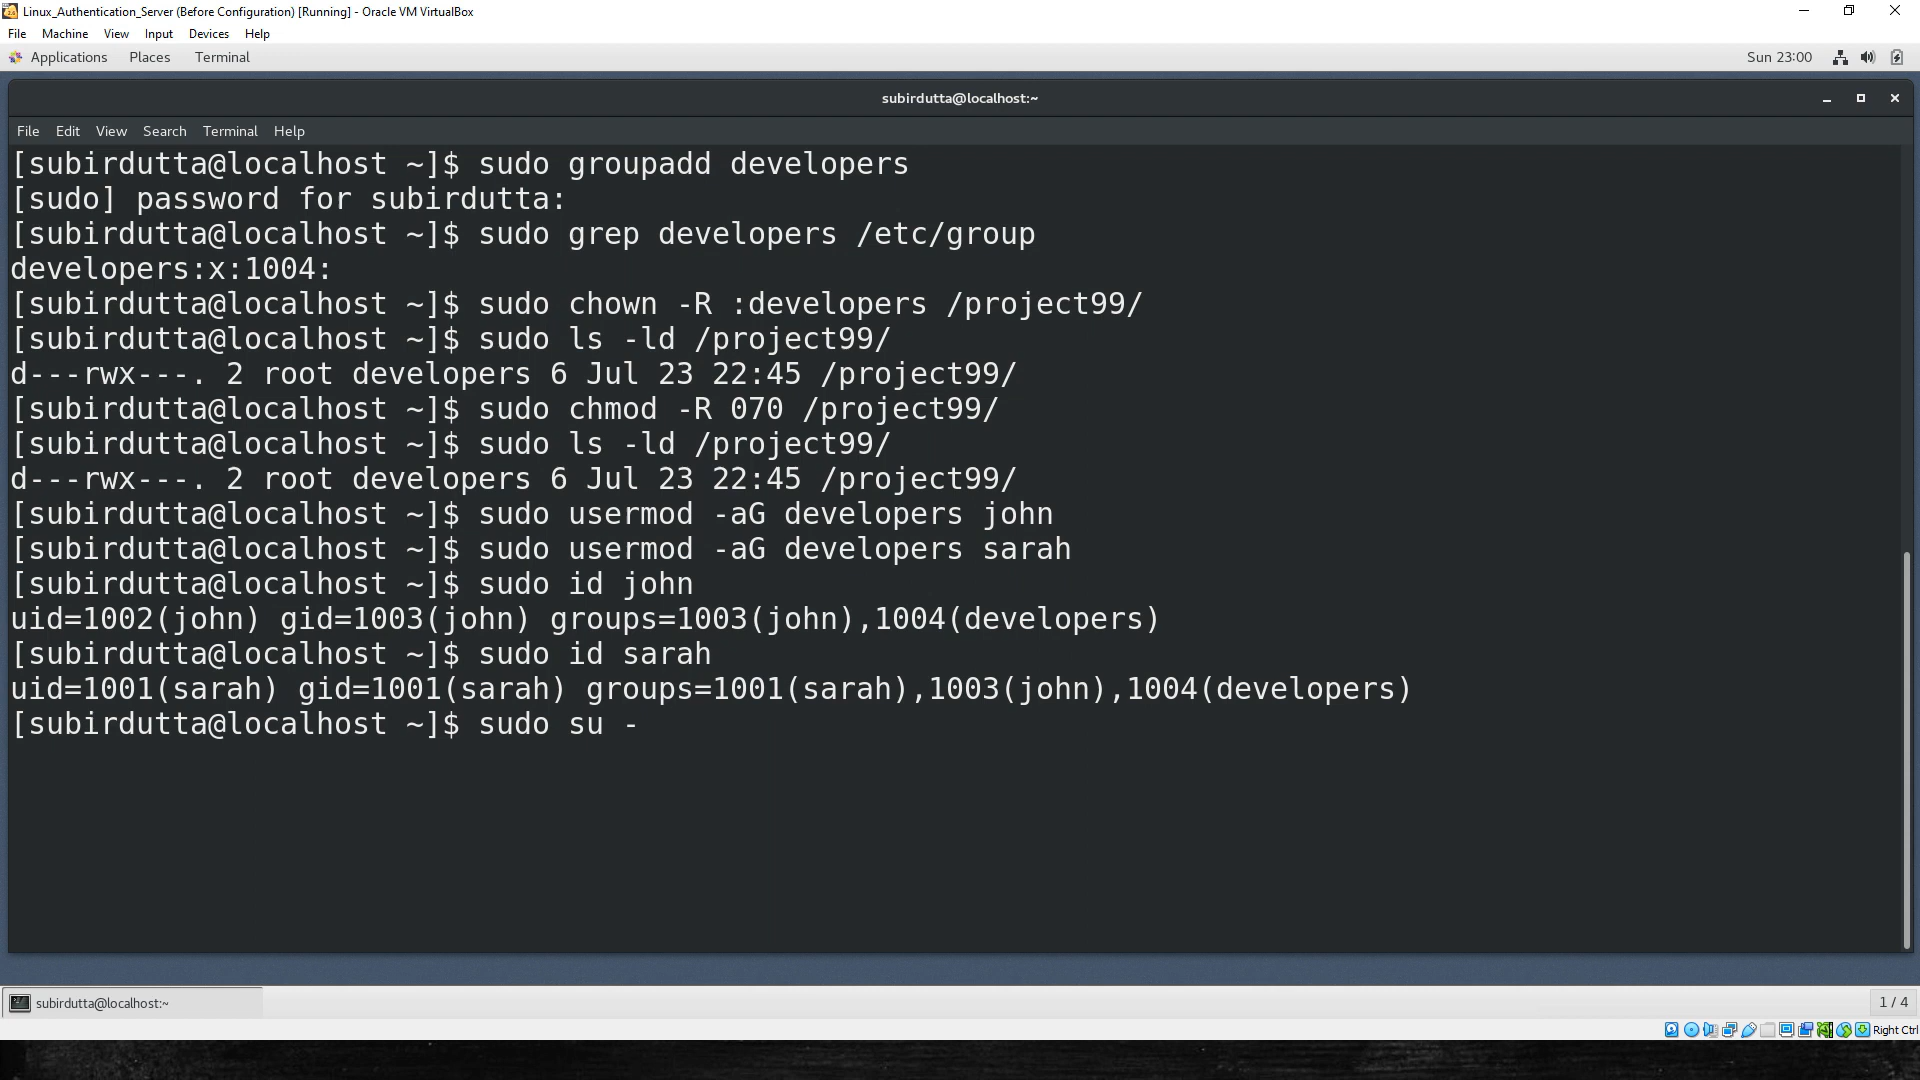 Linux_Authentication_Server (Before Configuration) [Running] - Oracle VM VirtualBox
File Machine View Input Devices Help
Applications Places Terminal Sun 23:00
subirdutta@localhost:~
File Edit View Search Terminal Help
[subirdutta@localhost ~]$ sudo groupadd developers
[sudo] password for subirdutta:
[subirdutta@localhost ~]$ sudo grep developers /etc/group
developers:x:1004:
[subirdutta@localhost ~]$ sudo chown -R :developers /project99/
[subirdutta@localhost ~]$ sudo ls -ld /project99/
d---rwx---. 2 root developers 6 Jul 23 22:45 /project99/
[subirdutta@localhost ~]$ sudo chmod -R 070 /project99/
[subirdutta@localhost ~]$ sudo ls -ld /project99/
d---rwx---. 2 root developers 6 Jul 23 22:45 /project99/
[subirdutta@localhost ~]$ sudo usermod -aG developers john
[subirdutta@localhost ~]$ sudo usermod -aG developers sarah
[subirdutta@localhost ~]$ sudo id john
uid=1002(john) gid=1003(john) groups=1003(john),1004(developers)
[subirdutta@localhost ~]$ sudo id sarah
uid=1001(sarah) gid=1001(sarah) groups=1001(sarah),1003(john),1004(developers)
[subirdutta@localhost ~]$ sudo su -
subirdutta@localhost:~ 1 / 4
Right Ctrl